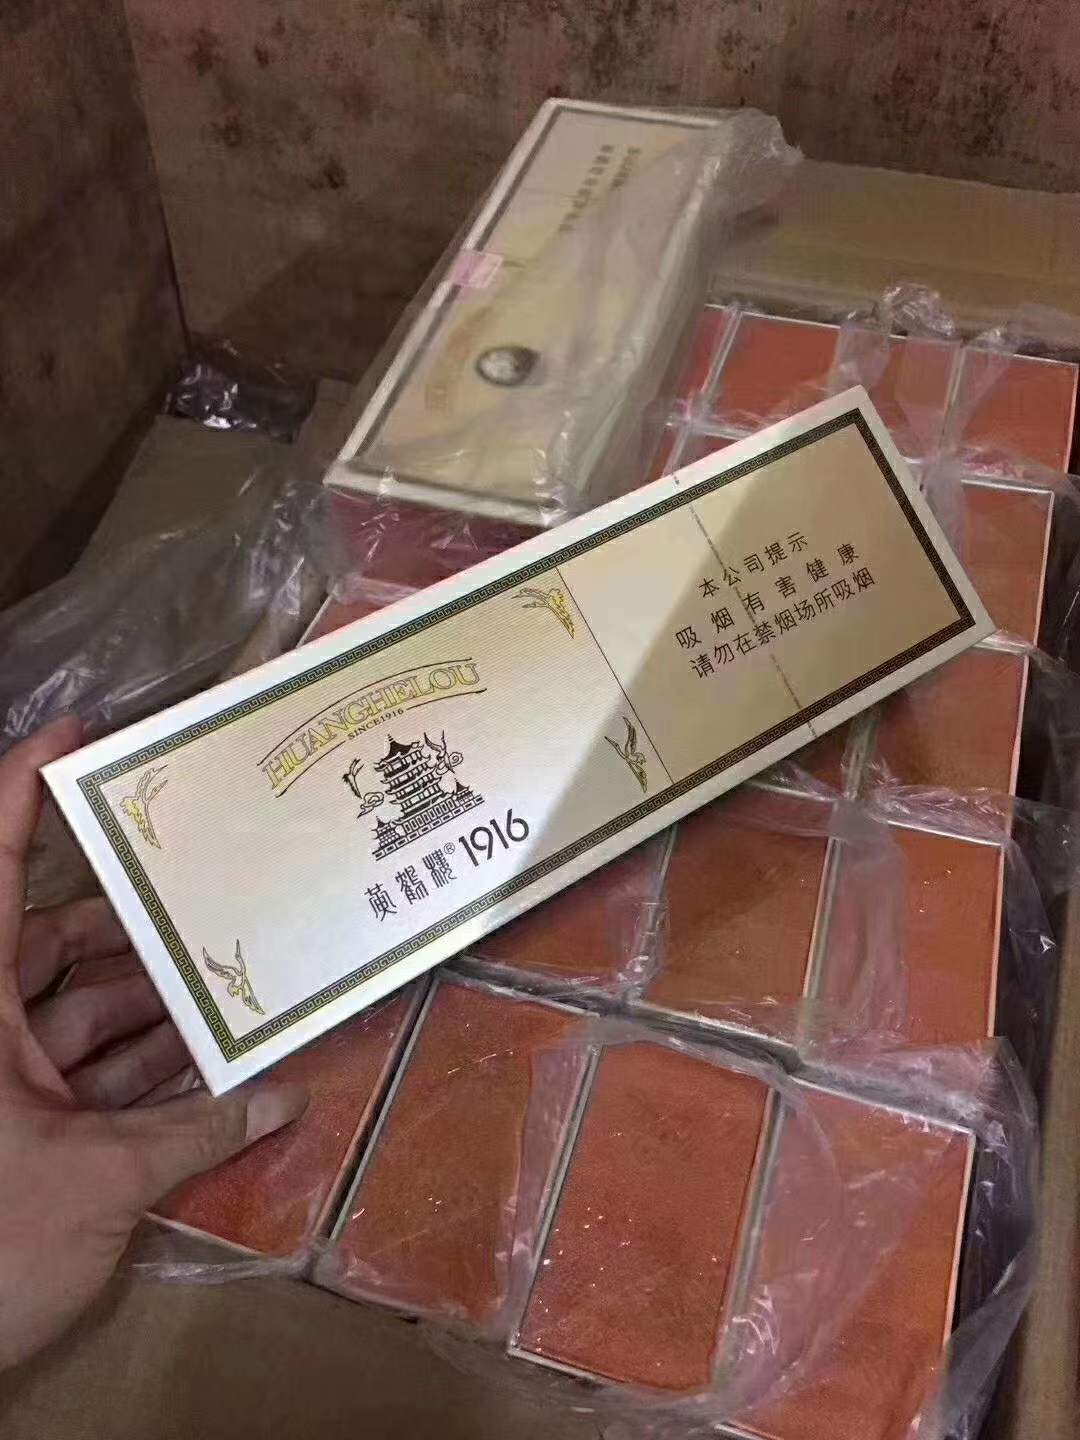 HUANGHELOU
SINCE1916
黄鹤楼®1916
本公司提示
吸烟有害健康
请勿在禁烟场所吸烟